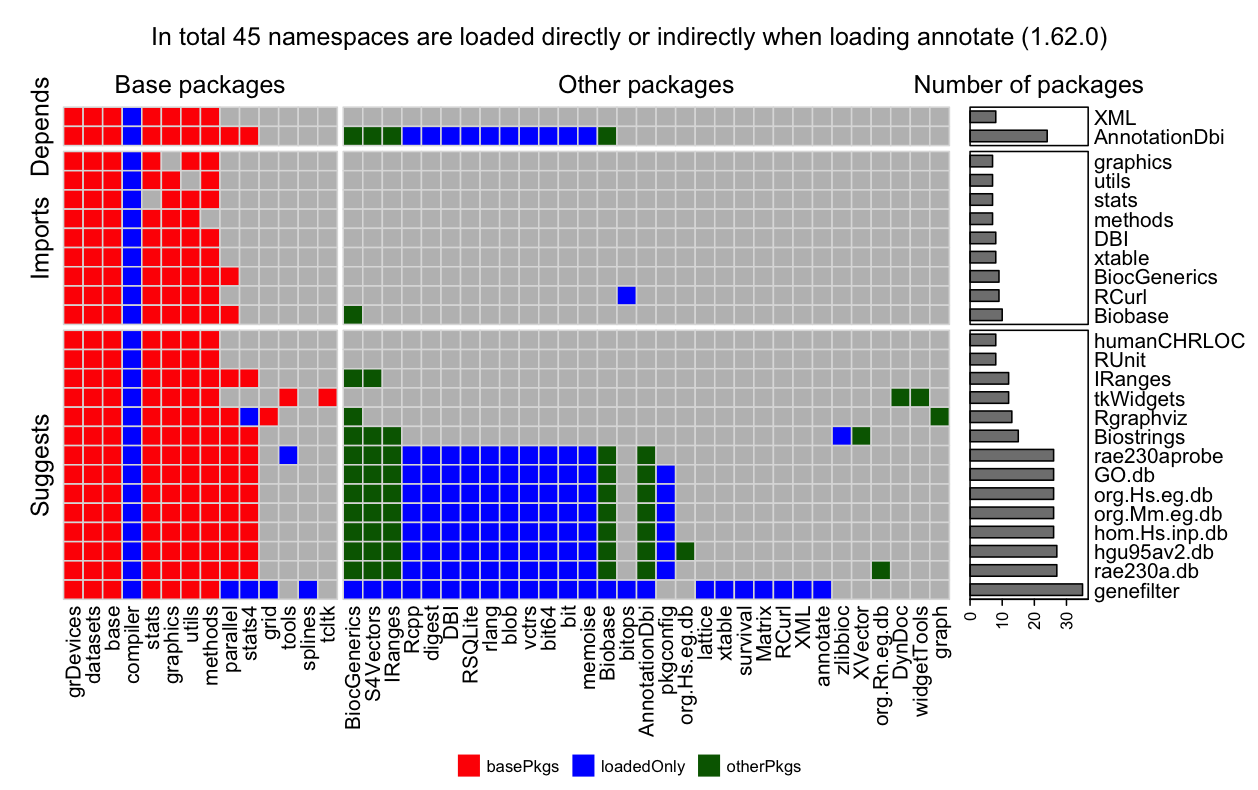 In total 45 namespaces are loaded directly or indirectly when loading annotate (1.62.0)
Base packages
Other packages
Number of packages
Depends
Imports
Suggests
XML
AnnotationDbi
graphics
utils
stats
methods
DBI
xtable
BiocGenerics
RCurl
Biobase
humanCHRLOC
RUnit
IRanges
tkWidgets
Rgraphviz
Biostrings
rae230aprobe
GO.db
org.Hs.eg.db
org.Mm.eg.db
hom.Hs.inp.db
hgu95av2.db
rae230a.db
genefilter
grDevices
datasets
base
compiler
stats
graphics
utils
methods
parallel
stats4
grid
tools
splines
tcltk
BiocGenerics
S4Vectors
IRanges
Rcpp
digest
DBI
RSQLite
rlang
blob
vctrs
bit64
bit
memoise
Biobase
bitops
AnnotationDbi
pkgconfig
org.Hs.eg.db
lattice
xtable
survival
Matrix
RCurl
XML
annotate
zlibbioc
XVector
org.Rn.eg.db
DynDoc
widgetTools
graph
0
10
20
30
basePkgs
loadedOnly
otherPkgs